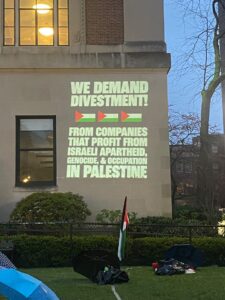 WE DEMAND
DIVESTMENT!
FROM COMPANIES
THAT PROFIT FROM
ISRAELI APARTHEID,
GENOCIDE, & OCCUPATION
IN PALESTINE